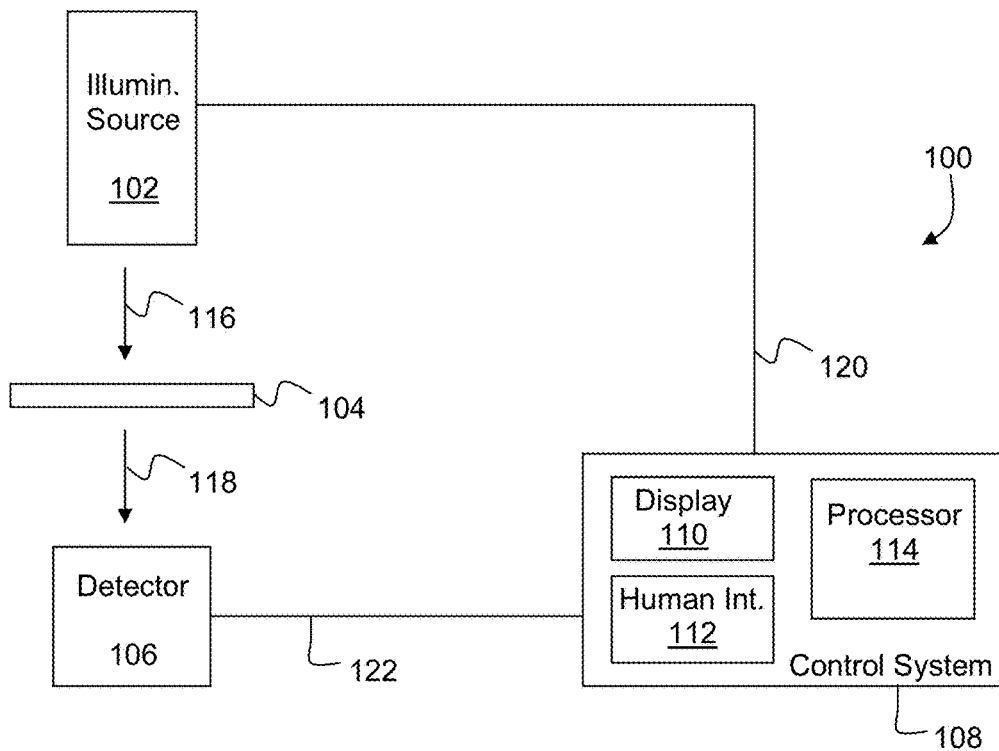 Illumin.
Source
102
100
116
120
104
118
Display
110
Processor
114
Detector
106
Human Int.
112
122
Control System
108